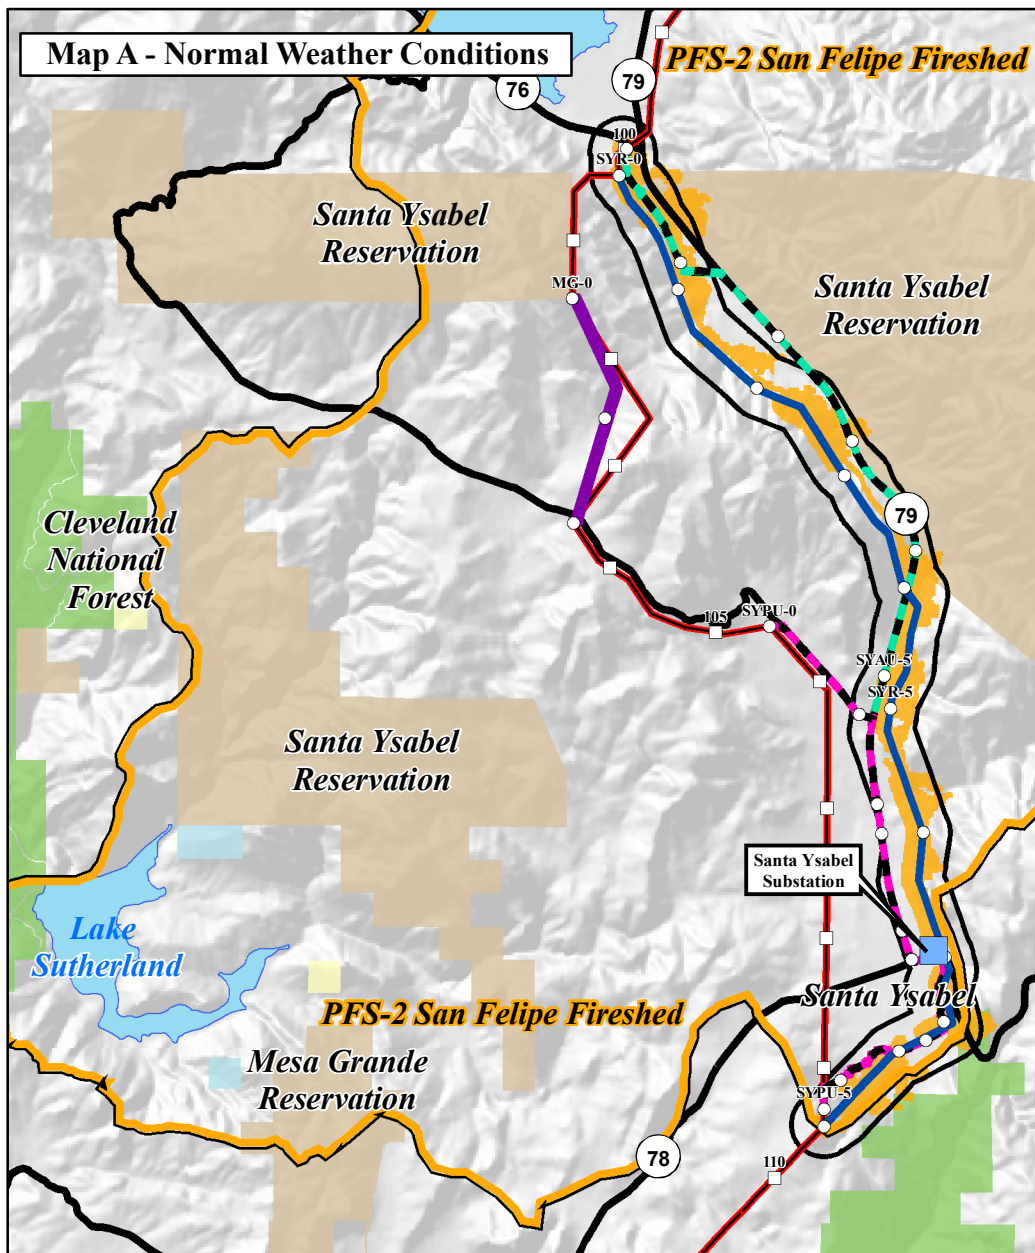 Map A - Normal Weather Conditions
PFS-2 San Felipe Fireshed
76
79
100
SYR-0
Santa Ysabel
Reservation
MG-0
Santa Ysabel
Reservation
79
Cleveland
National
Forest
105
SYPU-0
SYAU-5
SYR-5
Santa Ysabel
Reservation
Santa Ysabel
Substation
Lake
Sutherland
Santa Ysabel
PFS-2 San Felipe Fireshed
Mesa Grande
Reservation
SYPU-5
78
110